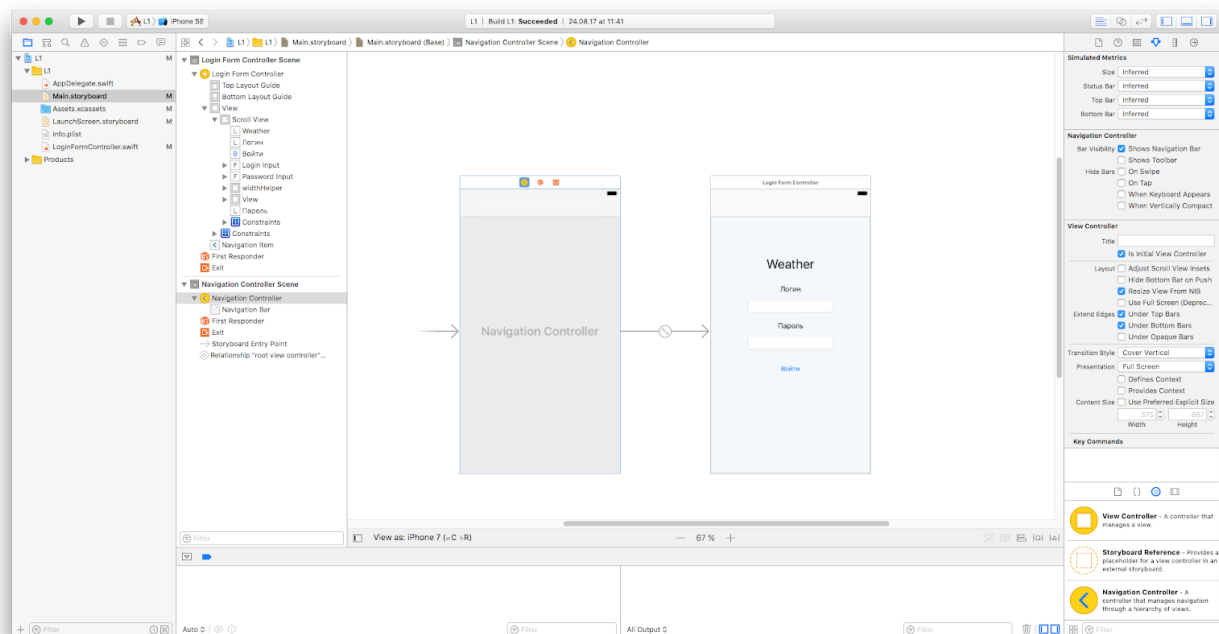 L1 iPhone SE
L1 | Build L1: Succeeded | 24.08.17 at 11:41
L1 L1 Main.storyboard Main.storyboard (Base) Navigation Controller Scene Navigation Controller
L1 M
L1
AppDelegate.swift
Main.storyboard M
Assets.xcassets M
LaunchScreen.storyboard M
Info.plist
LoginFormController.swift M
Products
Filter
Login Form Controller Scene
Login Form Controller
Top Layout Guide
Bottom Layout Guide
View
Scroll View
L Weather
L Логин
B Войти
F Login Input
F Password Input
widthHelper
View
L Пароль
Constraints
Constraints
Navigation Item
First Responder
Exit
Navigation Controller Scene
Navigation Controller
Navigation Bar
First Responder
Exit
Storyboard Entry Point
Relationship "root view controller"...
Filter
Navigation Controller
Login Form Controller
Weather
Логин
Пароль
Войти
View as: iPhone 7 (wC hR)
67 %
Auto
Filter
All Output
Filter
Simulated Metrics
Size Inferred
Status Bar Inferred
Top Bar Inferred
Bottom Bar Inferred
Navigation Controller
Bar Visibility Shows Navigation Bar
Shows Toolbar
Hide Bars On Swipe
On Tap
When Keyboard Appears
When Vertically Compact
View Controller
Title
Is Initial View Controller
Layout Adjust Scroll View Insets
Hide Bottom Bar on Push
Resize View From NIB
Use Full Screen (Deprec...
Extend Edges Under Top Bars
Under Bottom Bars
Under Opaque Bars
Transition Style Cover Vertical
Presentation Full Screen
Defines Context
Provides Context
Content Size Use Preferred Explicit Size
375 667
Width Height
Key Commands
View Controller - A controller that
manages a view.
Storyboard Reference - Provides a
placeholder for a view controller in an
external storyboard.
Navigation Controller - A
controller that manages navigation
through a hierarchy of views.
Filter